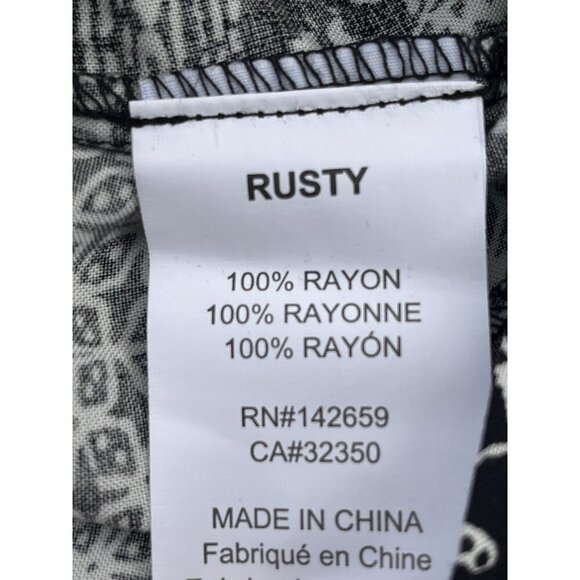 RUSTY
100% RAYON
100% RAYONNE
100% RAYÓN
RN#142659
CA#32350
MADE IN CHINA
Fabriqué en Chine